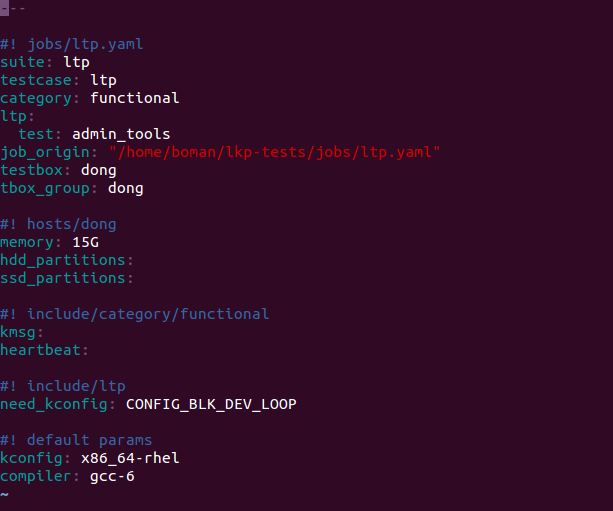 ---
#! jobs/ltp.yaml
suite: ltp
testcase: ltp
category: functional
ltp:
  test: admin_tools
job_origin: "/home/boman/lkp-tests/jobs/ltp.yaml"
testbox: dong
tbox_group: dong
#! hosts/dong
memory: 15G
hdd_partitions:
ssd_partitions:
#! include/category/functional
kmsg:
heartbeat:
#! include/ltp
need_kconfig: CONFIG_BLK_DEV_LOOP
#! default params
kconfig: x86_64-rhel
compiler: gcc-6
~